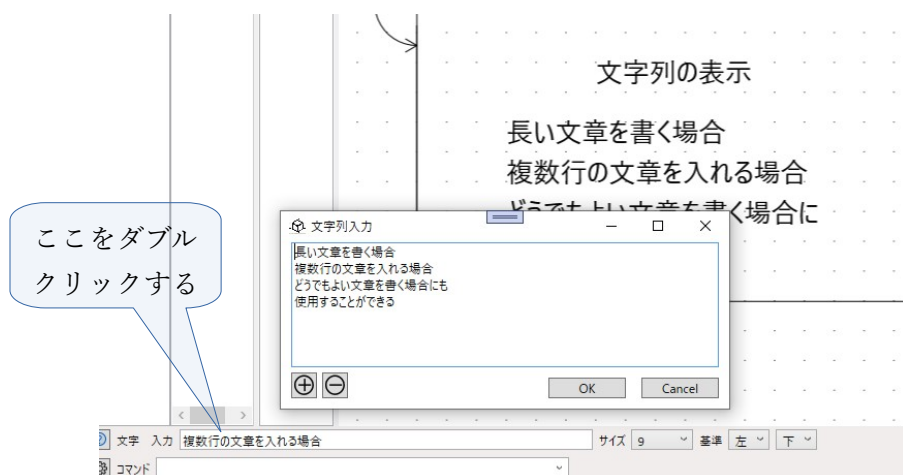 文字列の表示
長い文章を書く場合
複数行の文章を入れる場合
どうでもよい文章を書く場合に
ここをダブル
クリックする
文字列入力
長い文章を書く場合
複数行の文章を入れる場合
どうでもよい文章を書く場合にも
使用することができる
OK Cancel
文字 入力 複数行の文章を入れる場合 サイズ 9 基準 左 下
コマンド